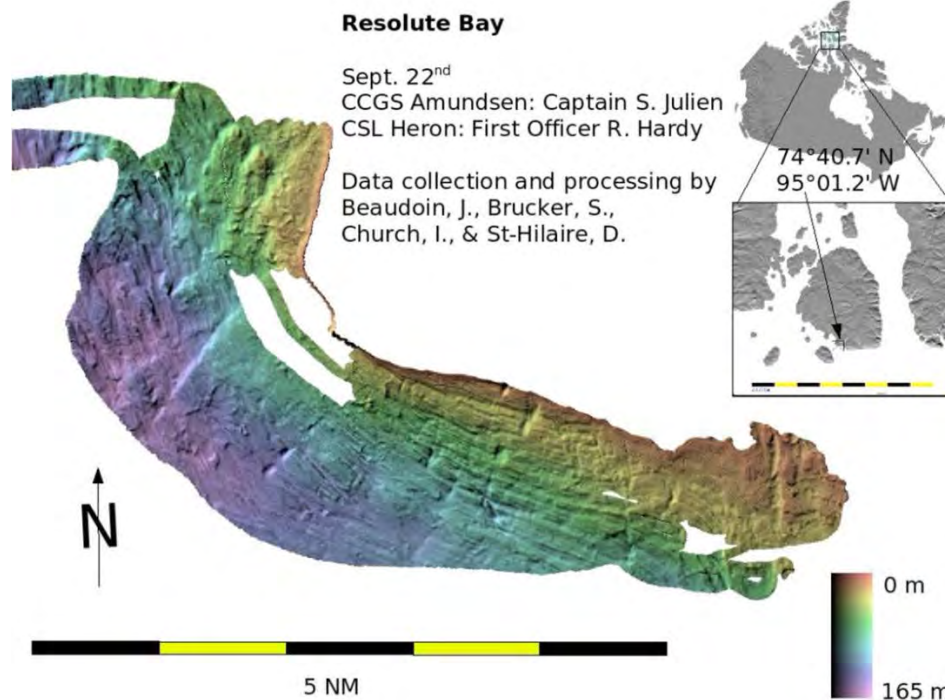 Resolute Bay
Sept. 22nd
CCGS Amundsen: Captain S. Julien
CSL Heron: First Officer R. Hardy
Data collection and processing by
Beaudoin, J., Brucker, S.,
Church, I., & St-Hilaire, D.
74°40.7' N
95°01.2' W
N
0 m
165 m
5 NM